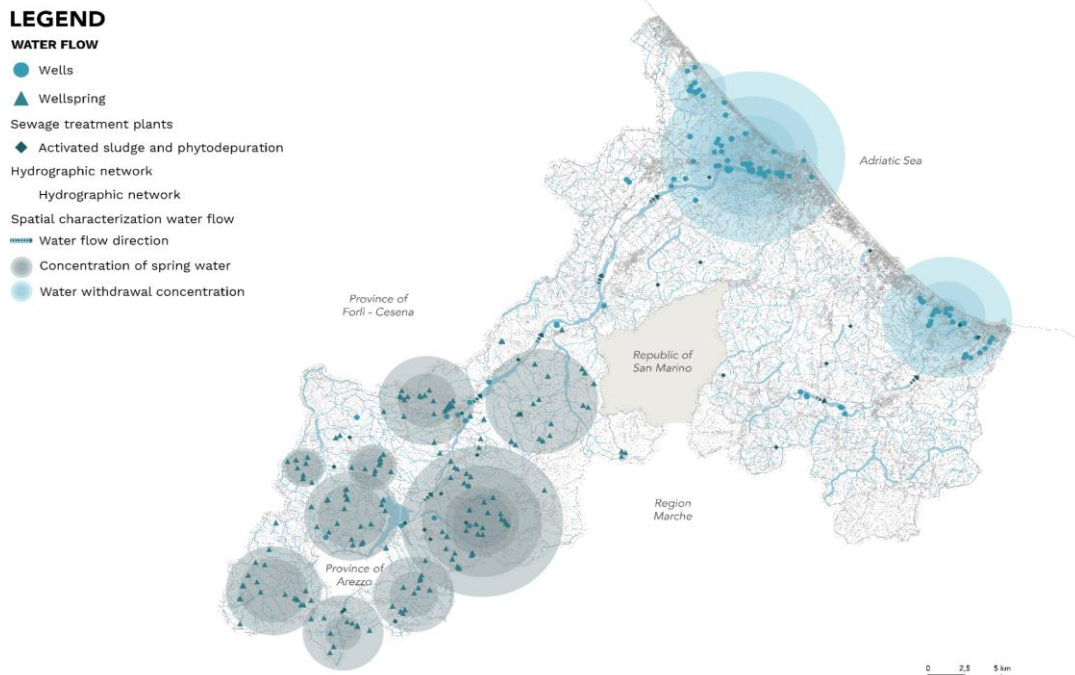 LEGEND
WATER FLOW
Wells
Wellspring
Sewage treatment plants
Activated sludge and phytodepuration
Hydrographic network
Hydrographic network
Spatial characterization water flow
Water flow direction
Concentration of spring water
Water withdrawal concentration
Adriatic Sea
Province of
Forlì - Cesena
Republic of
San Marino
Region
Marche
Province of
Arezzo
0 2,5 5 km